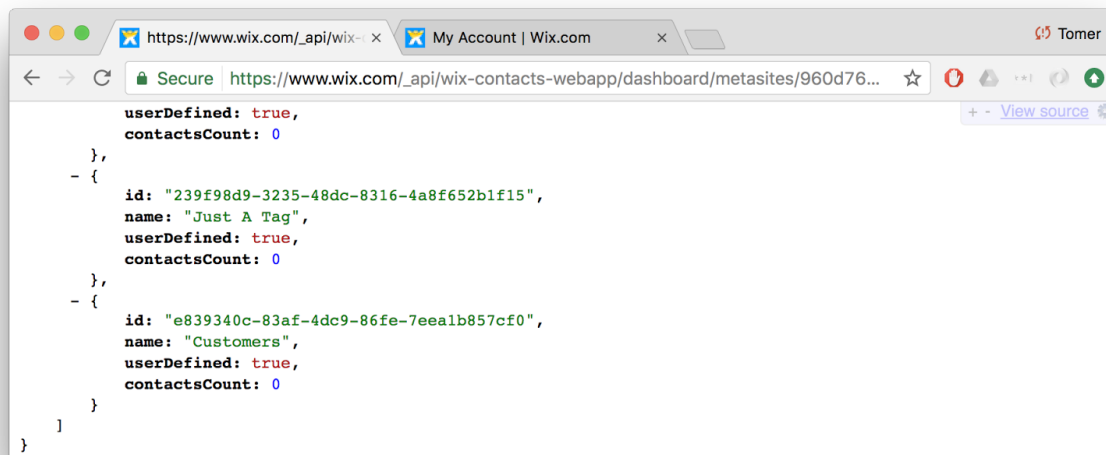 https://www.wix.com/_api/wix-c
My Account | Wix.com
Tomer
Secure https://www.wix.com/_api/wix-contacts-webapp/dashboard/metasites/960d76...
+ - View source
userDefined: true,
contactsCount: 0
},
- {
id: "239f98d9-3235-48dc-8316-4a8f652b1f15",
name: "Just A Tag",
userDefined: true,
contactsCount: 0
},
- {
id: "e839340c-83af-4dc9-86fe-7eea1b857cf0",
name: "Customers",
userDefined: true,
contactsCount: 0
}
]
}